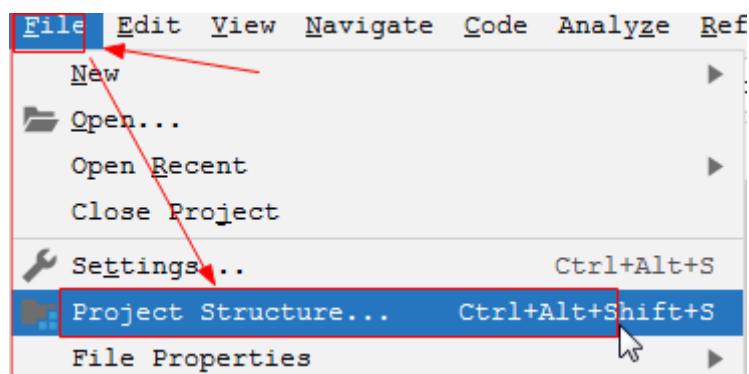 File Edit View Navigate Code Analyze Ref
New
Open...
Open Recent
Close Project
Settings... Ctrl+Alt+S
Project Structure... Ctrl+Alt+Shift+S
File Properties